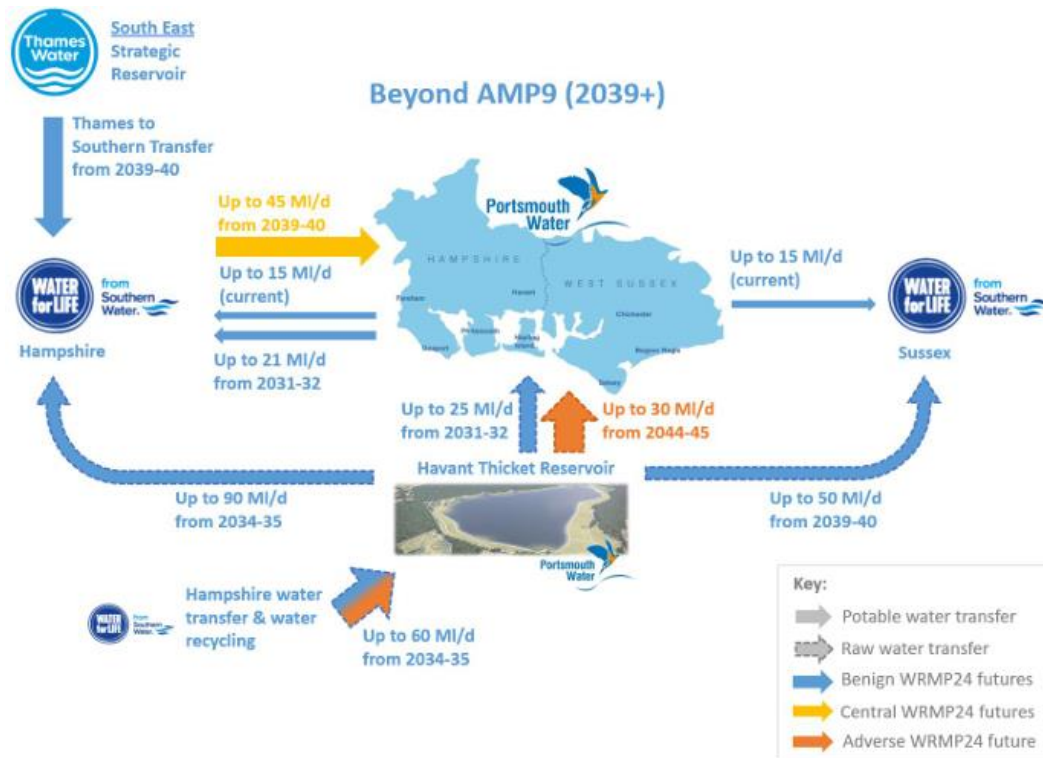 Thames
Water
South East
Strategic
Reservoir
Beyond AMP9 (2039+)
Thames to
Southern Transfer
from 2039-40
Up to 45 Ml/d
from 2039-40
Portsmouth
Water
HAMPSHIRE
WEST SUSSEX
Fareham
Havant
Portsmouth
Hayling
Island
Gosport
Chichester
Bognor Regis
Selsey
Up to 15 Ml/d
(current)
Up to 15 Ml/d
(current)
WATER
for LIFE
from
Southern
Water.
Hampshire
Up to 21 Ml/d
from 2031-32
WATER
for LIFE
from
Southern
Water.
Sussex
Up to 25 Ml/d
from 2031-32
Up to 30 Ml/d
from 2044-45
Havant Thicket Reservoir
Up to 90 Ml/d
from 2034-35
Up to 50 Ml/d
from 2039-40
Portsmouth
Water
WATER
for LIFE
from
Southern
Water.
Hampshire water
transfer & water
recycling
Up to 60 Ml/d
from 2034-35
Key:
Potable water transfer
Raw water transfer
Benign WRMP24 futures
Central WRMP24 futures
Adverse WRMP24 future